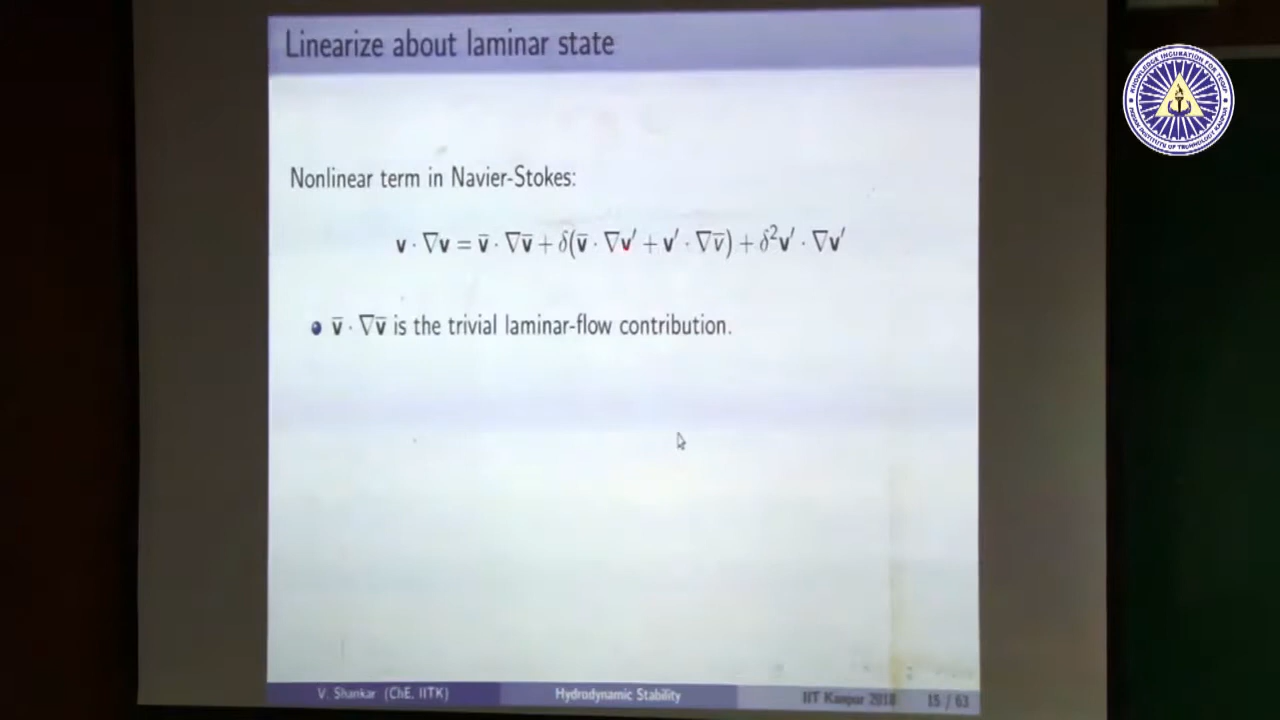 Linearize about laminar state
Nonlinear term in Navier-Stokes:
v · ∇v = v̄ · ∇v̄ + δ(v̄ · ∇v′ + v′ · ∇v̄) + δ²v′ · ∇v′
• v̄ · ∇v̄ is the trivial laminar-flow contribution.
V. Shankar (ChE, IITK) Hydrodynamic Stability IIT Kanpur 2018 15 / 63